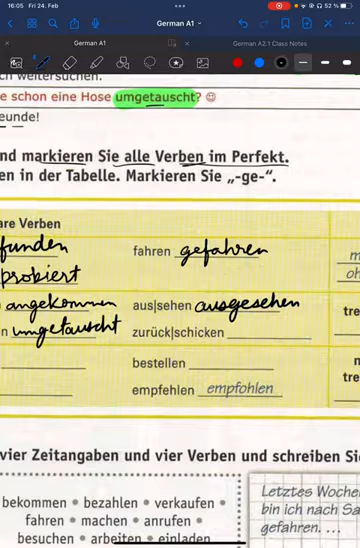 16:05 Fri 24. Feb
52 %
German A1
German A1
German A2.1 Class Notes
ch weitersuchen.
e schon eine Hose umgetauscht? ☺
eunde!
nd markieren Sie alle Verben im Perfekt.
en in der Tabelle. Markieren Sie „-ge-“.
are Verben
funden
fahren gefahren
probiert
angekommen
aus|sehen ausgesehen
n umgetauscht
zurück|schicken
tre
bestellen
empfehlen empfohlen
tre
vier Zeitangaben und vier Verben und schreiben Sie
bekommen • bezahlen • verkaufen •
fahren • machen • anrufen •
besuchen • arbeiten • einladen
Letztes Woche
bin ich nach Sa
gefahren. ...